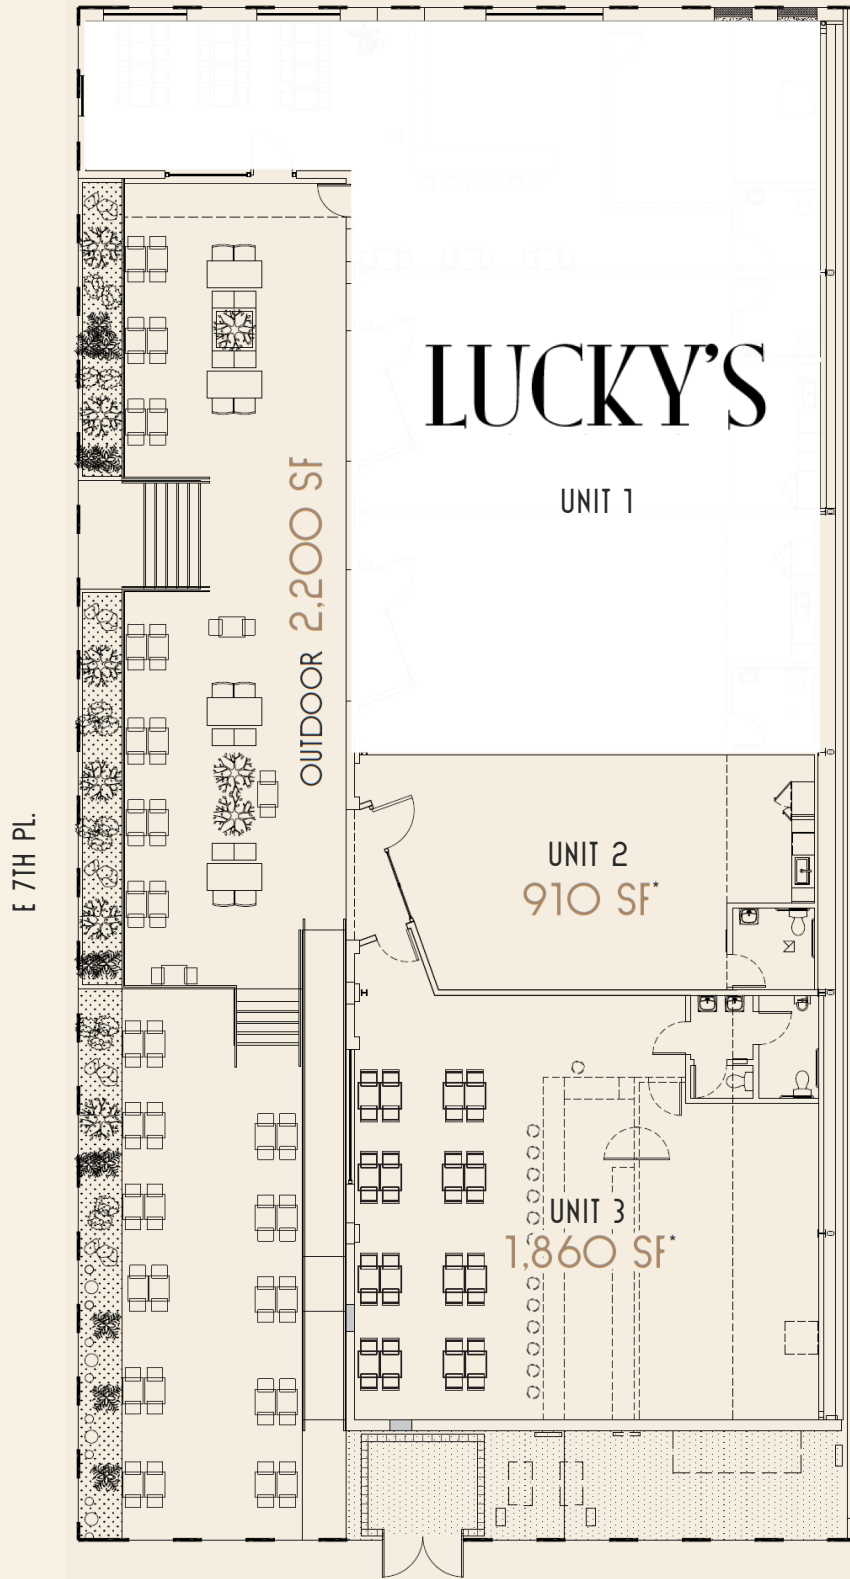 LUCKY'S
UNIT 1
OUTDOOR 2,200 SF
E 7TH PL.
UNIT 2
910 SF*
UNIT 3
1,860 SF*